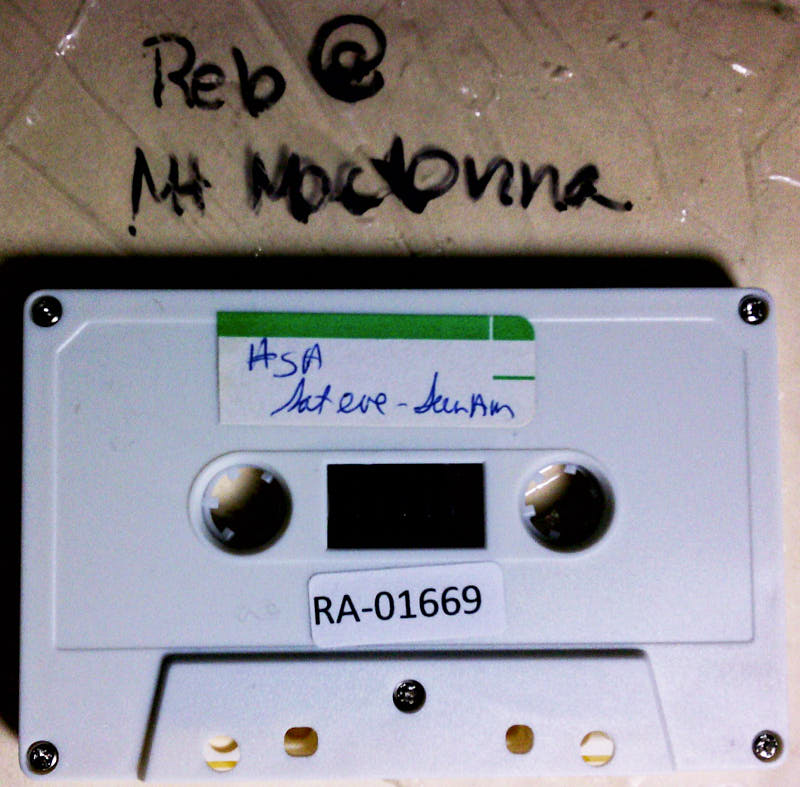 Reb @
Mt Madonna
HSA
Sat eve - Sun Am
RA-01669